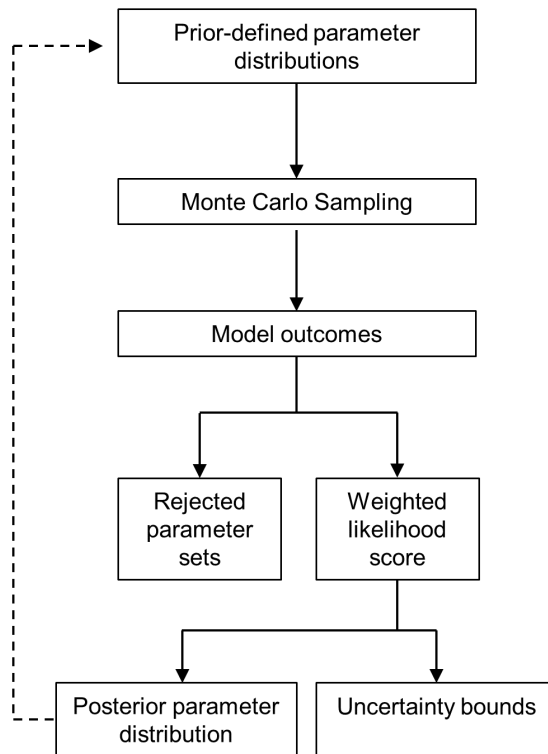 Prior-defined parameter
distributions
Monte Carlo Sampling
Model outcomes
Rejected
parameter
sets
Weighted
likelihood
score
Posterior parameter
distribution
Uncertainty bounds